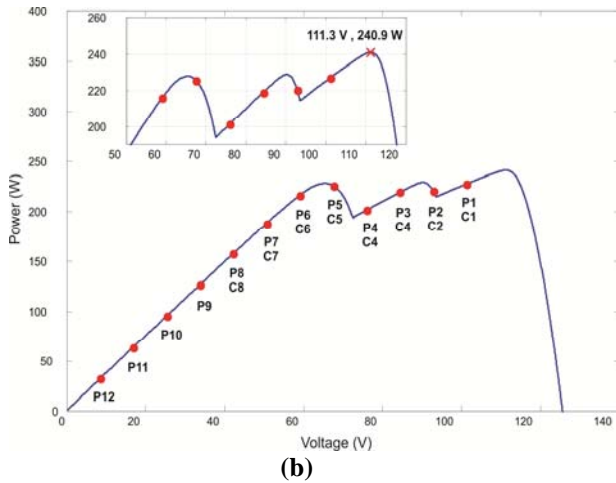 400
350
300
250
200
150
100
50
0
Power (W)
260
240
220
200
50
60
70
80
90
100
110
120
111.3 V , 240.9 W
P1
C1
P2
C2
P3
C4
P4
C4
P5
C5
P6
C6
P7
C7
P8
C8
P9
P10
P11
P12
0
20
40
60
80
100
120
140
Voltage (V)
(b)